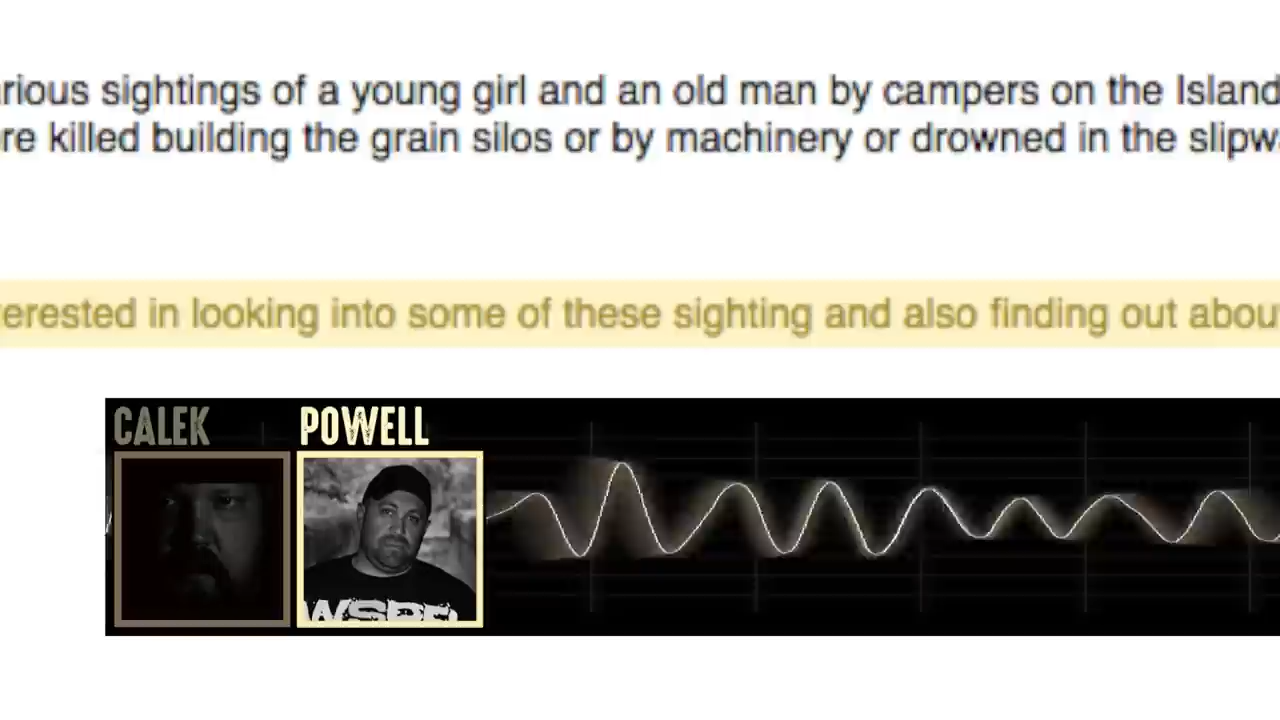 rious sightings of a young girl and an old man by campers on the Island
re killed building the grain silos or by machinery or drowned in the slipw
erested in looking into some of these sighting and also finding out abou
CALEK POWELL